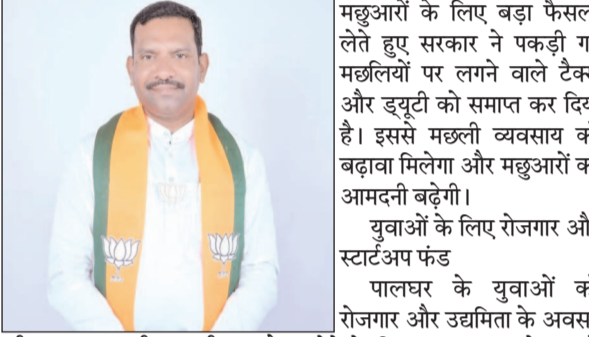 मछुआरों के लिए बड़ा
लेते हुए सरकार ने पकड़ी
मछलियों पर लगने वाले
और ड्यूटी को समाप्त कर
है। इससे मछली व्यवसाय
बढ़ावा मिलेगा और मछुआरों
आमदनी बढ़ेगी।
युवाओं के लिए रोजगार
स्टार्टअप फंड
पालघर के युवाओं
रोजगार और उद्यमिता के